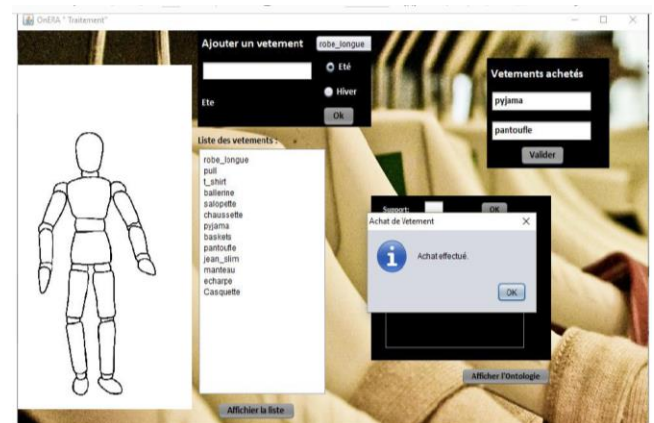 OnERA " Traitement"
Ajouter un vetement
robe_longue
Eté
Hiver
Ete
Ok
Liste des vetements :
robe_longue
pull
t_shirt
ballerine
salopette
chaussette
pyjama
baskets
pantoufle
jean_slim
manteau
echarpe
Casquette
Affichier la liste
Vetements achetés
pyjama
pantoufle
Valider
Support:
OK
Achat de Vetement
Achat effectué.
OK
Afficher l'Ontologie